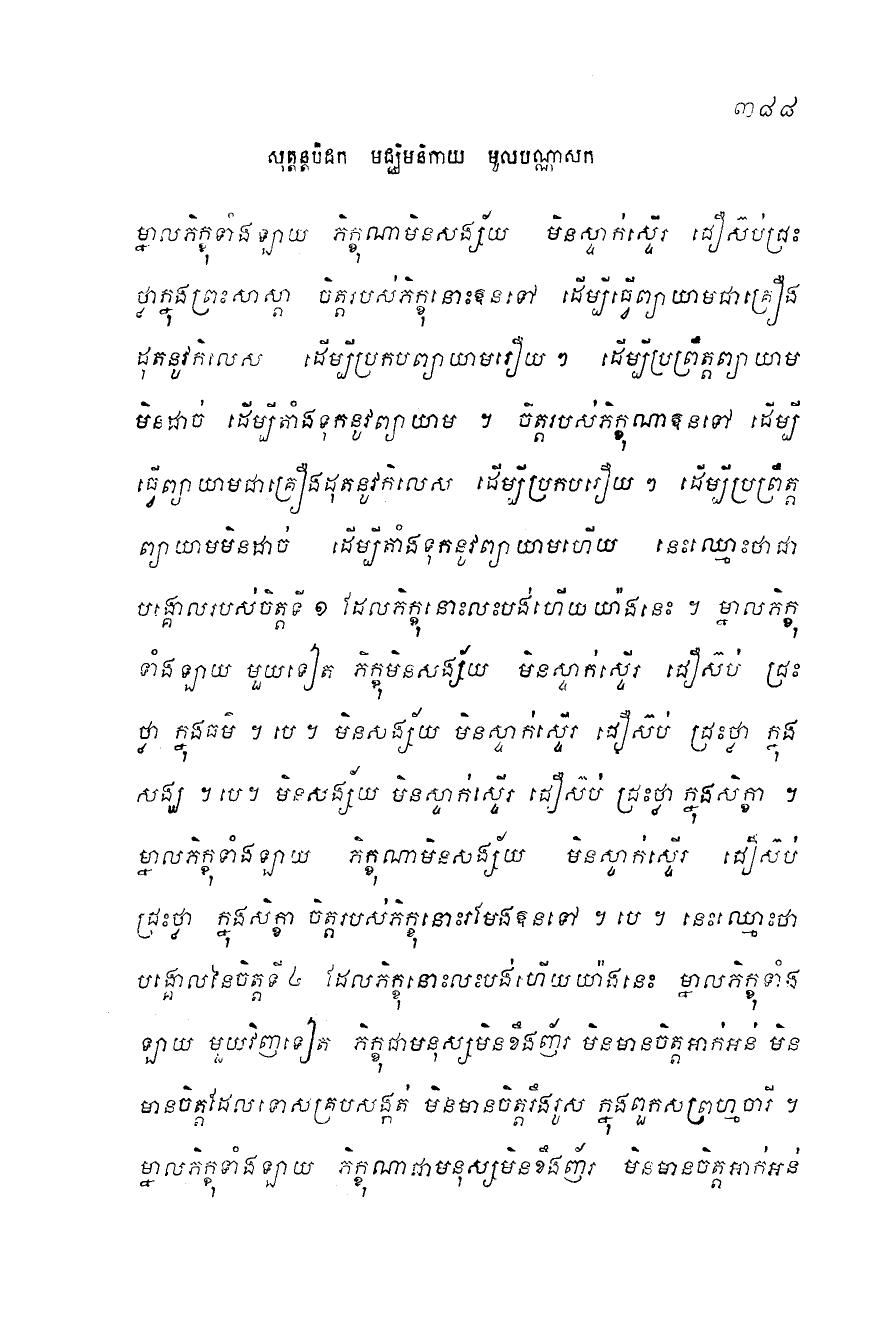 ៣៨៨
សុត្តន្តបិដក មជ្ឈិមនិកាយ មូលបណ្ណាសក
ម្នាលភិក្ខុទាំងឡាយ ភិក្ខុណាមិនសង្ស័យ មិនស្ទាក់ស្ទើរ ជឿស៊ប់ជ្រះ
ថ្លាក្នុងព្រះសាស្តា ចិត្តរបស់ភិក្ខុនោះឱនទៅ ដើម្បីធ្វើព្យាយាមជាគ្រឿង
ដុតនូវកិលេស ដើម្បីប្រកបព្យាយាមរឿយ ៗ ដើម្បីប្រព្រឹត្តព្យាយាម
មិនដាច់ ដើម្បីតាំងទុកនូវព្យាយាម ។ ចិត្តរបស់ភិក្ខុណាឱនទៅ ដើម្បី
ធ្វើព្យាយាមជាគ្រឿងដុតនូវកិលេស ដើម្បីប្រកបរឿយ ៗ ដើម្បីប្រព្រឹត្ត
ព្យាយាមមិនដាច់ ដើម្បីតាំងទុកនូវព្យាយាមហើយ នេះឈ្មោះថាជា
បង្គោលរបស់ចិត្តទី ១ ដែលភិក្ខុនោះលះបង់ហើយយ៉ាងនេះ ។ ម្នាលភិក្ខុ
ទាំងឡាយ មួយទៀត ភិក្ខុមិនសង្ស័យ មិនស្ទាក់ស្ទើរ ជឿស៊ប់ ជ្រះ
ថ្លា ក្នុងធម៌ ។ បេ ។ មិនសង្ស័យ មិនស្ទាក់ស្ទើរ ជឿស៊ប់ ជ្រះថ្លា ក្នុង
សង្ឃ ។ បេ។ មិនសង្ស័យ មិនស្ទាក់ស្ទើរ ជឿស៊ប់ ជ្រះថ្លា ក្នុងសិក្ខា ។
ម្នាលភិក្ខុទាំងឡាយ ភិក្ខុណាមិនសង្ស័យ មិនស្ទាក់ស្ទើរ ជឿស៊ប់
ជ្រះថ្លា ក្នុងសិក្ខា ចិត្តរបស់ភិក្ខុនោះរមែងឱនទៅ ។ បេ ។ នេះឈ្មោះថា
បង្គោលនៃចិត្តទី ៤ ដែលភិក្ខុនោះលះបង់ហើយយ៉ាងនេះ ម្នាលភិក្ខុទាំង
ឡាយ មួយវិញទៀត ភិក្ខុជាមនុស្សមិនខឹងញ័រ មិនមានចិត្តអាក់អន់ មិន
មានចិត្តដែលទោសគ្របសង្កត់ មិនមានចិត្តរឹងរូស ក្នុងពួកសព្រហ្មចារី ។
ម្នាលភិក្ខុទាំងឡាយ ភិក្ខុណាជាមនុស្សមិនខឹងញ័រ មិនមានចិត្តអាក់អន់